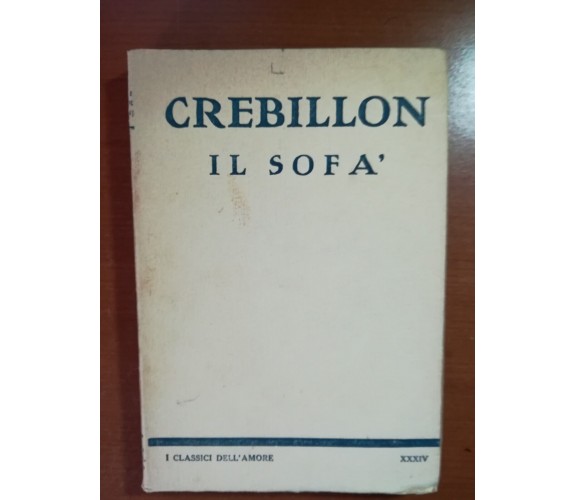 CREBILLON
IL SOFA'
I CLASSICI DELL'AMORE XXXIV